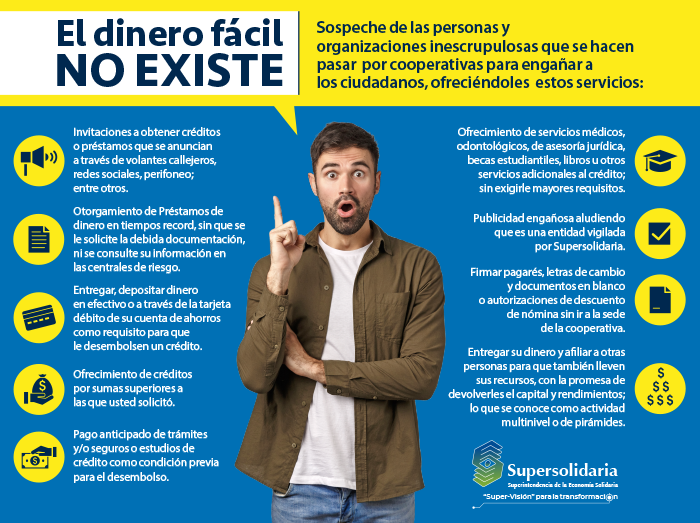 El dinero fácil
NO EXISTE
Sospeche de las personas y
organizaciones inescrupulosas que se hacen
pasar por cooperativas para engañar a
los ciudadanos, ofreciéndoles estos servicios:
Invitaciones a obtener créditos
o préstamos que se anuncian
a través de volantes callejeros,
redes sociales, perifoneo;
entre otros.
Otorgamiento de Préstamos de
dinero en tiempos record, sin que se
le solicite la debida documentación,
ni se consulte su información en
las centrales de riesgo.
Entregar, depositar dinero
en efectivo o a través de la tarjeta
débito de su cuenta de ahorros
como requisito para que
le desembolsen un crédito.
Ofrecimiento de créditos
por sumas superiores a
las que usted solicitó.
Pago anticipado de trámites
y/o seguros o estudios de
crédito como condición previa
para el desembolso.
Ofrecimiento de servicios médicos,
odontológicos, de asesoría jurídica,
becas estudiantiles, libros u otros
servicios adicionales al crédito;
sin exigirle mayores requisitos.
Publicidad engañosa aludiendo
que es una entidad vigilada
por Supersolidaria.
Firmar pagarés, letras de cambio
y documentos en blanco
o autorizaciones de descuento
de nómina sin ir a la sede
de la cooperativa.
Entregar su dinero y afiliar a otras
personas para que también lleven
sus recursos, con la promesa de
devolverles el capital y rendimientos;
lo que se conoce como actividad
multinivel o de pirámides.
$
$
$ $
$ $ $
$
Supersolidaria
Superintendencia de la Economía Solidaria
"Super-Visión" para la transformación